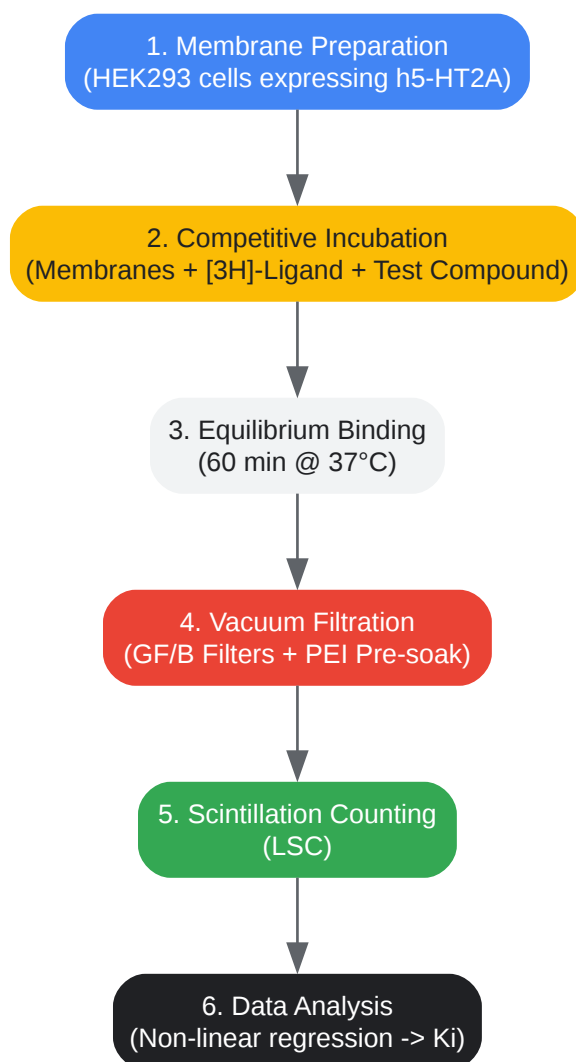 1. Membrane Preparation
(HEK293 cells expressing h5-HT2A)
2. Competitive Incubation
(Membranes + [3H]-Ligand + Test Compound)
3. Equilibrium Binding
(60 min @ 37°C)
4. Vacuum Filtration
(GF/B Filters + PEI Pre-soak)
5. Scintillation Counting
(LSC)
6. Data Analysis
(Non-linear regression -> Ki)